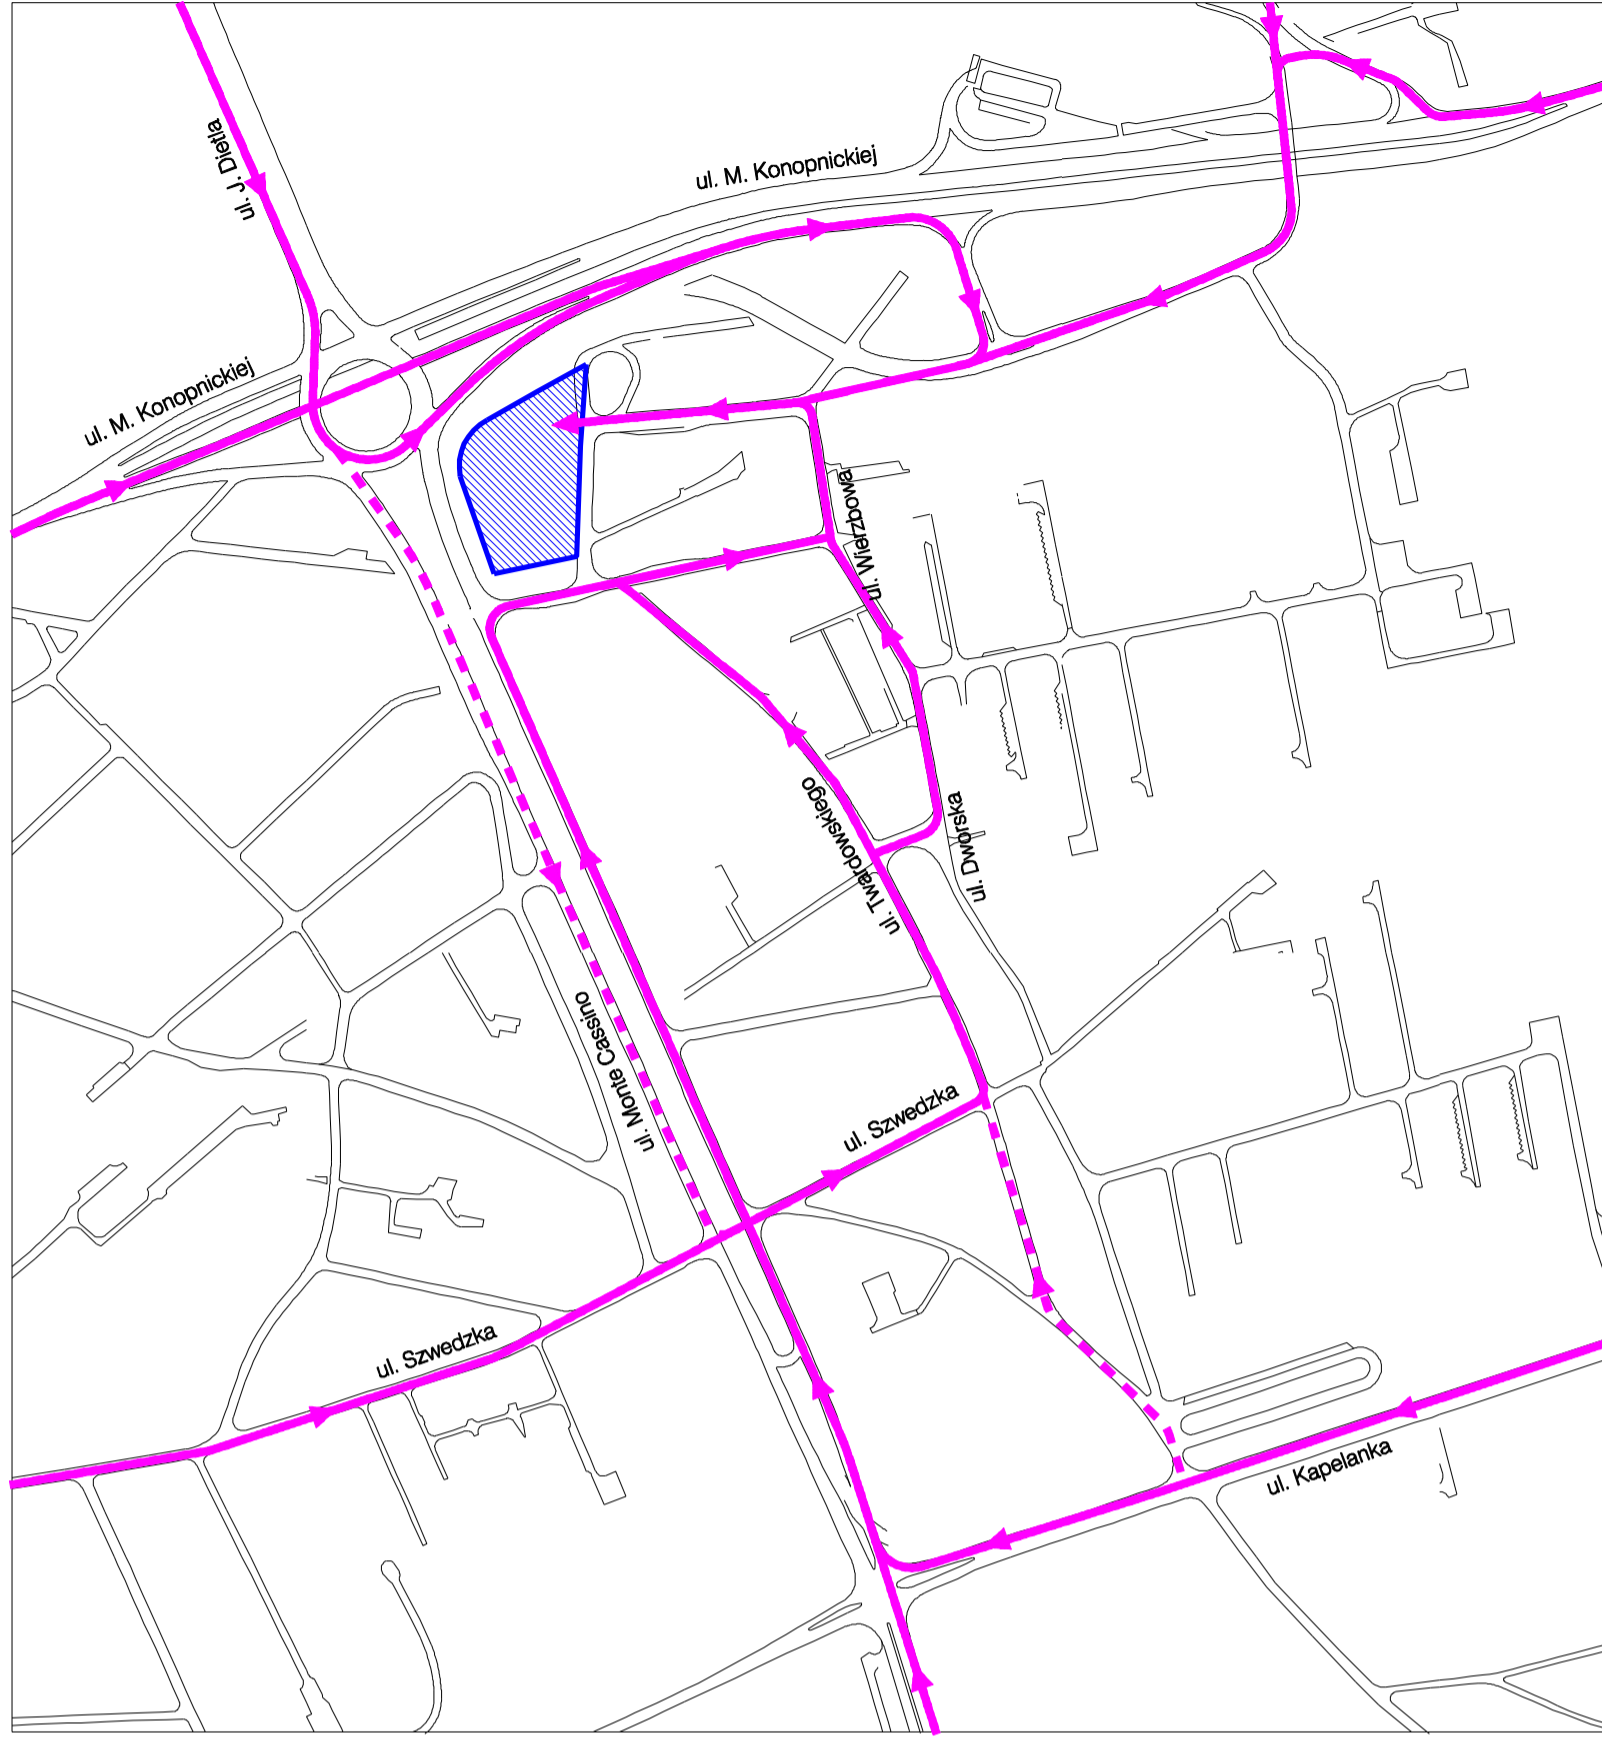 ul. J. Dietla
ul. M. Konopnickiej
ul. M. Konopnickiej
ul. Wierzbowa
ul. Twardowskiego
ul. Dworska
ul. Monte Cassino
ul. Szwedzka
ul. Szwedzka
ul. Kapelanka